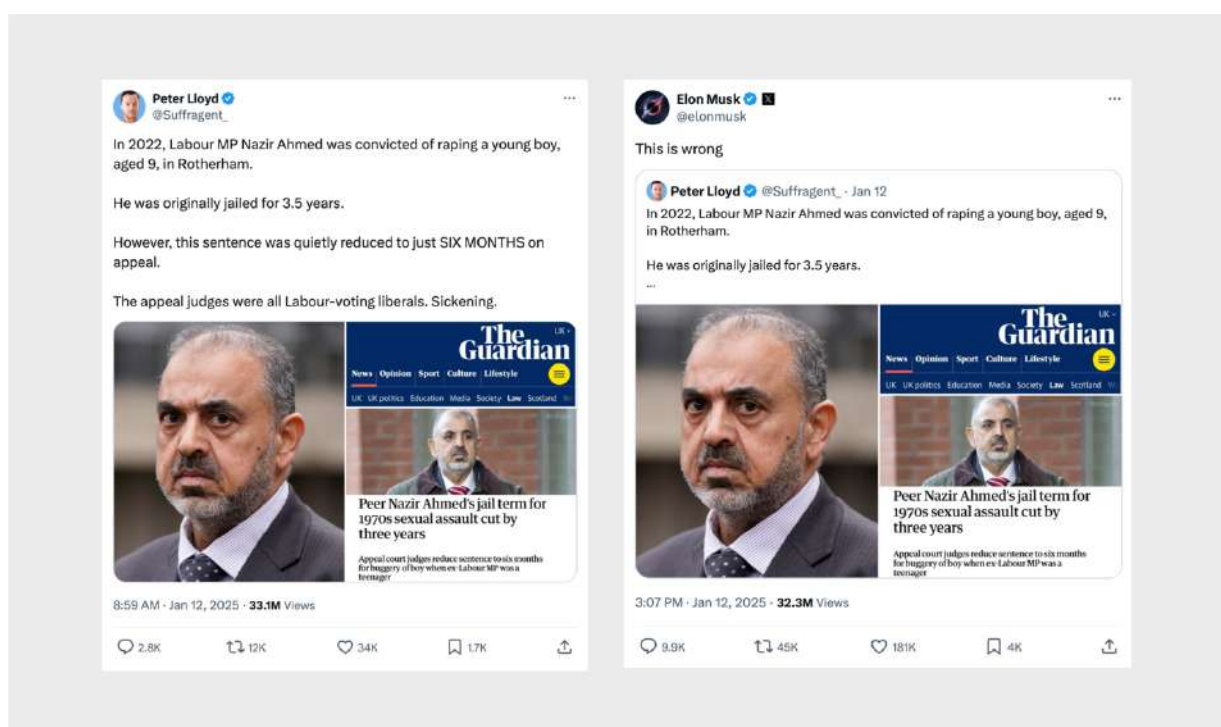 Peter Lloyd
@Suffragent_
In 2022, Labour MP Nazir Ahmed was convicted of raping a young boy,
aged 9, in Rotherham.
He was originally jailed for 3.5 years.
However, this sentence was quietly reduced to just SIX MONTHS on
appeal.
The appeal judges were all Labour-voting liberals. Sickening.
The
Guardian
UK
News Opinion Sport Culture Lifestyle
UK UK politics Education Media Society Law Scotland
Peer Nazir Ahmed's jail term for
1970s sexual assault cut by
three years
Appeal court judges reduce sentence to six months
for buggery of boy when ex-Labour MP was a
teenager
8:59 AM · Jan 12, 2025 · 33.1M Views
2.8K 12K 34K 1.7K
Elon Musk
@elonmusk
This is wrong
Peter Lloyd @Suffragent_ · Jan 12
In 2022, Labour MP Nazir Ahmed was convicted of raping a young boy, aged 9,
in Rotherham.
He was originally jailed for 3.5 years.
...
The
Guardian
UK
News Opinion Sport Culture Lifestyle
UK UK politics Education Media Society Law Scotland
Peer Nazir Ahmed's jail term for
1970s sexual assault cut by
three years
Appeal court judges reduce sentence to six months
for buggery of boy when ex-Labour MP was a
teenager
3:07 PM · Jan 12, 2025 · 32.3M Views
9.9K 45K 181K 4K